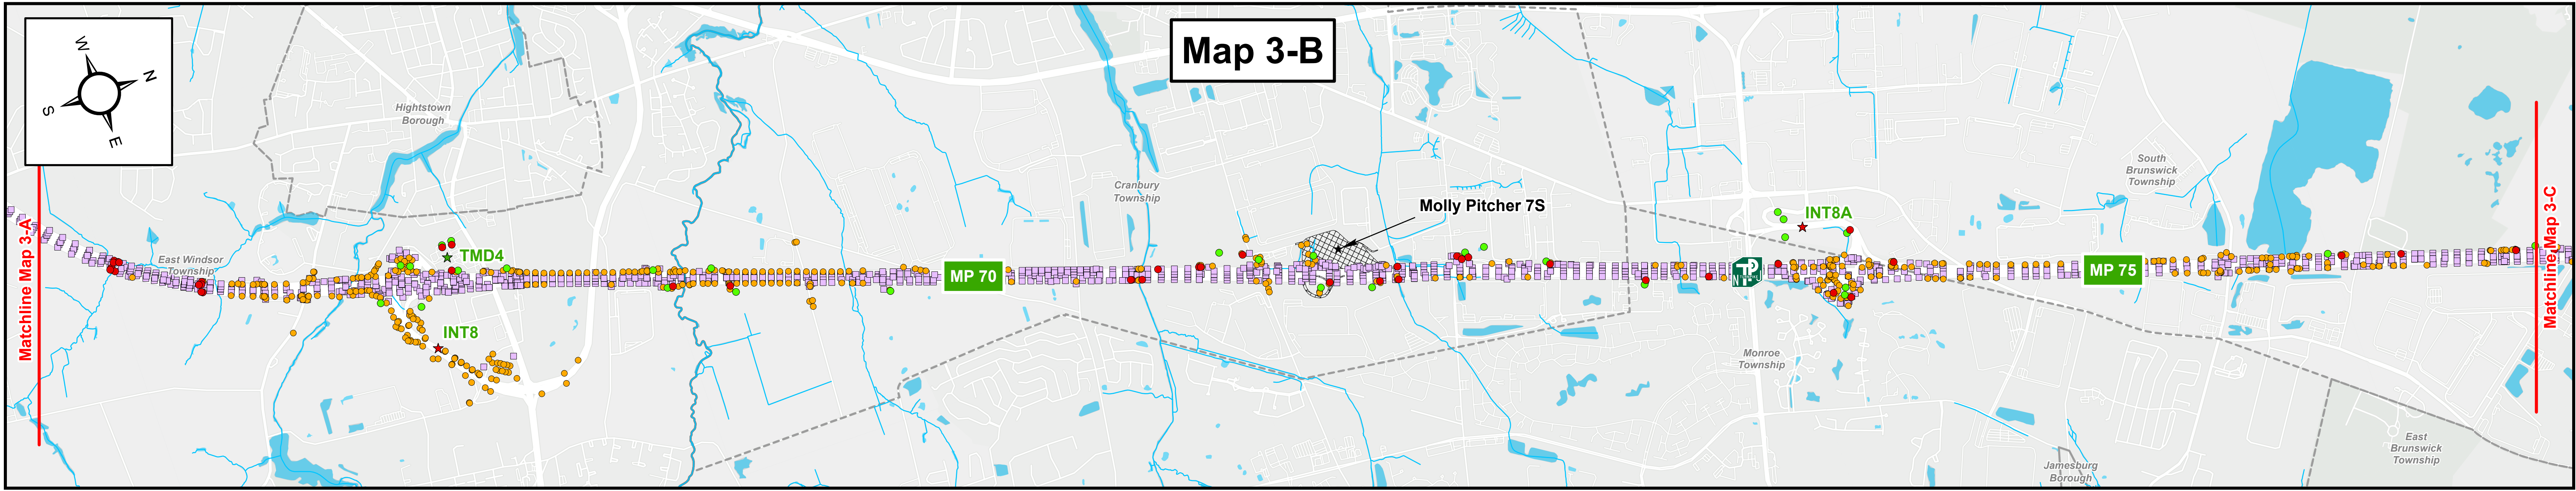 Map 3-B
W
N
S
E
Hightstown
Borough
Cranbury
Township
Molly Pitcher 7S
South
Brunswick
Township
INT8A
Matchline Map 3-A
East Windsor
Township
TMD4
MP 70
MP 75
Matchline Map 3-C
INT8
Monroe
Township
East
Brunswick
Township
Jamesburg
Borough